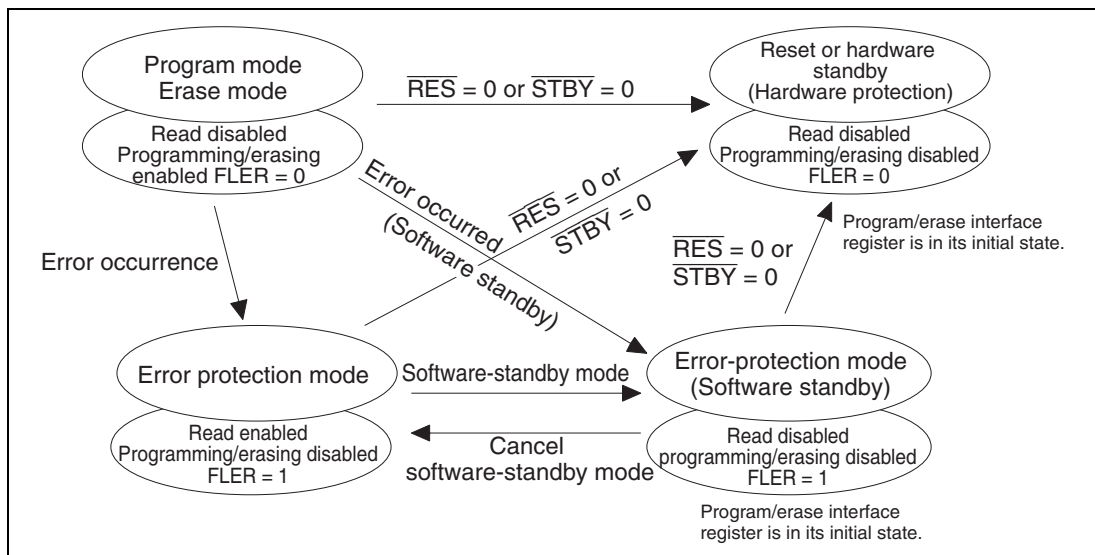 Program mode
Erase mode
Read disabled
Programming/erasing
enabled FLER = 0
RES = 0 or STBY = 0
Reset or hardware
standby
(Hardware protection)
Read disabled
Programming/erasing disabled
FLER = 0
Program/erase interface
register is in its initial state.
Error occurred
(Software standby)
RES = 0 or
STBY = 0
RES = 0 or
STBY = 0
Error occurrence
Error protection mode
Read enabled
Programming/erasing disabled
FLER = 1
Software-standby mode
Cancel
software-standby mode
Error-protection mode
(Software standby)
Read disabled
programming/erasing disabled
FLER = 1
Program/erase interface
register is in its initial state.